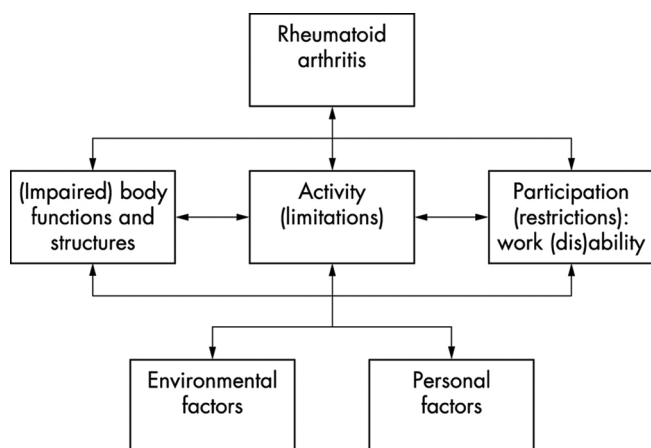 Rheumatoid
arthritis
(Impaired) body
functions and
structures
Activity
(limitations)
Participation
(restrictions):
work (dis)ability
Environmental
factors
Personal
factors